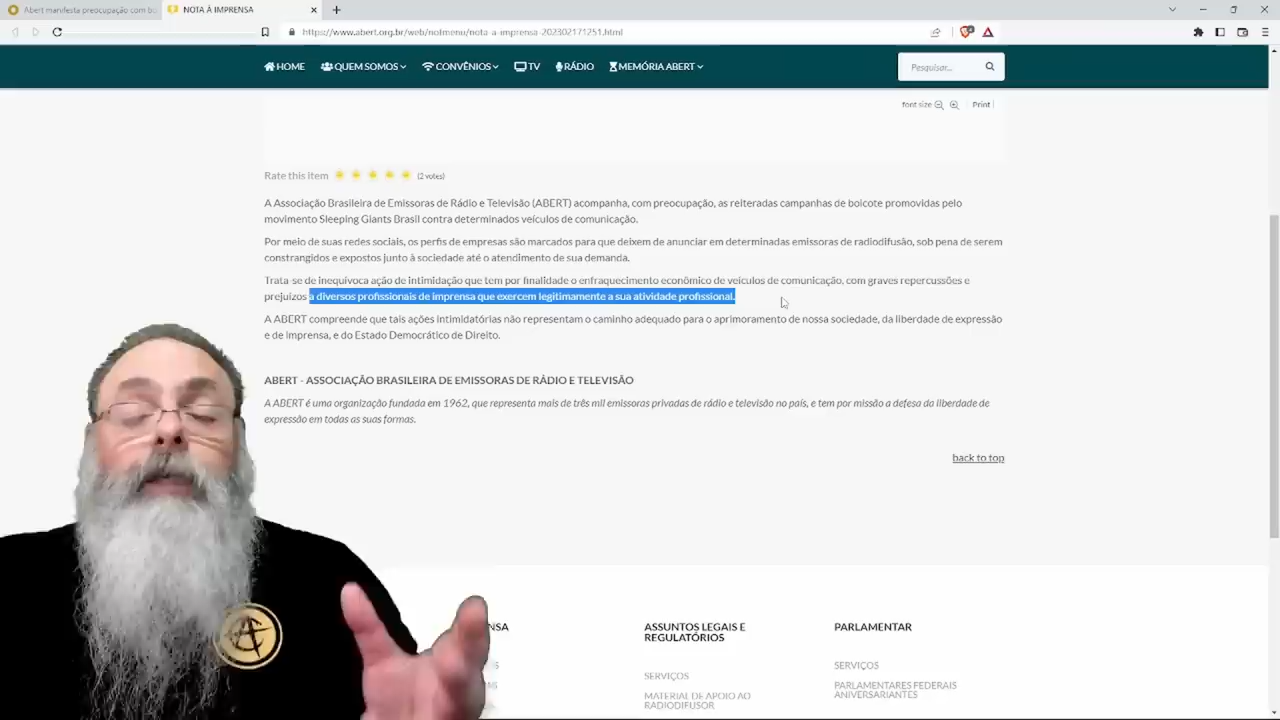 Abert manifesta preocupação com bo
NOTA À IMPRENSA
https://www.abert.org.br/web/notmenu/nota-a-imprensa-202302171251.html
HOME
QUEM SOMOS
CONVÊNIOS
TV
RÁDIO
MEMÓRIA ABERT
Pesquisar...
font size
Print
Rate this item
(2 votes)
A Associação Brasileira de Emissoras de Rádio e Televisão (ABERT) acompanha, com preocupação, as reiteradas campanhas de boicote promovidas pelo
movimento Sleeping Giants Brasil contra determinados veículos de comunicação.
Por meio de suas redes sociais, os perfis de empresas são marcados para que deixem de anunciar em determinadas emissoras de radiodifusão, sob pena de serem
constrangidos e expostos junto à sociedade até o atendimento de sua demanda.
Trata-se de inequívoca ação de intimidação que tem por finalidade o enfraquecimento econômico de veículos de comunicação, com graves repercussões e
prejuízos a diversos profissionais de imprensa que exercem legitimamente a sua atividade profissional.
A ABERT compreende que tais ações intimidatórias não representam o caminho adequado para o aprimoramento de nossa sociedade, da liberdade de expressão
e de imprensa, e do Estado Democrático de Direito.
ABERT - ASSOCIAÇÃO BRASILEIRA DE EMISSORAS DE RÁDIO E TELEVISÃO
A ABERT é uma organização fundada em 1962, que representa mais de três mil emissoras privadas de rádio e televisão no país, e tem por missão a defesa da liberdade de
expressão em todas as suas formas.
back to top
NSA
ASSUNTOS LEGAIS E
REGULATÓRIOS
PARLAMENTAR
SERVIÇOS
MATERIAL DE APOIO AO
RADIODIFUSOR
SERVIÇOS
PARLAMENTARES FEDERAIS
ANIVERSARIANTES